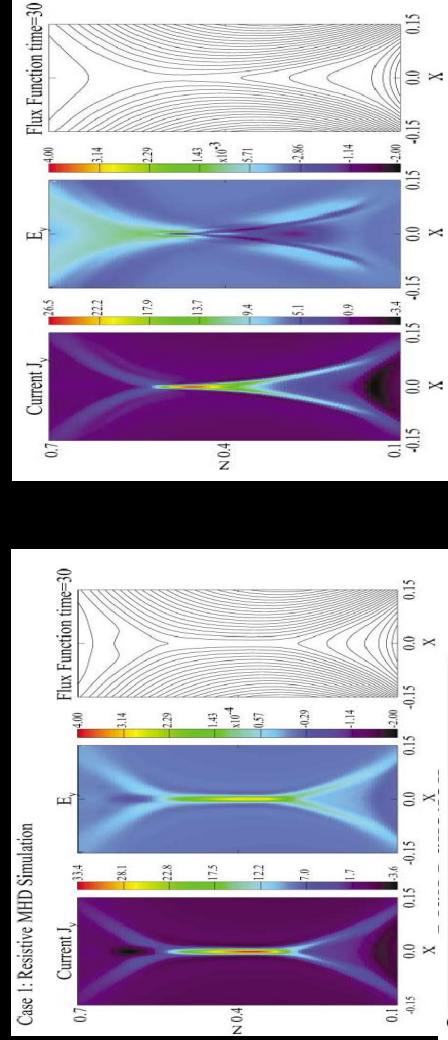 Flux Function time=30
E_y
Current J_y
4.00
3.14
2.29
1.43
x10^-3
5.71
-2.86
-1.14
-2.00
26.5
22.2
17.9
13.7
9.4
5.1
0.9
-3.4
0.7
N 0.4
0.1
-0.15 0.0 0.15
X
-0.15 0.0 0.15
X
-0.15 0.0 0.15
X
Case 1: Resistive MHD Simulation
Current J_y
E_y
Flux Function time=30
33.4
28.1
22.8
17.5
12.2
7.0
1.7
-3.6
4.00
3.14
2.29
1.43
x10^-4
0.57
-0.29
-1.14
-2.00
0.7
N 0.4
0.1
-0.15 0.0 0.15
X
-0.15 0.0 0.15
X
-0.15 0.0 0.15
X